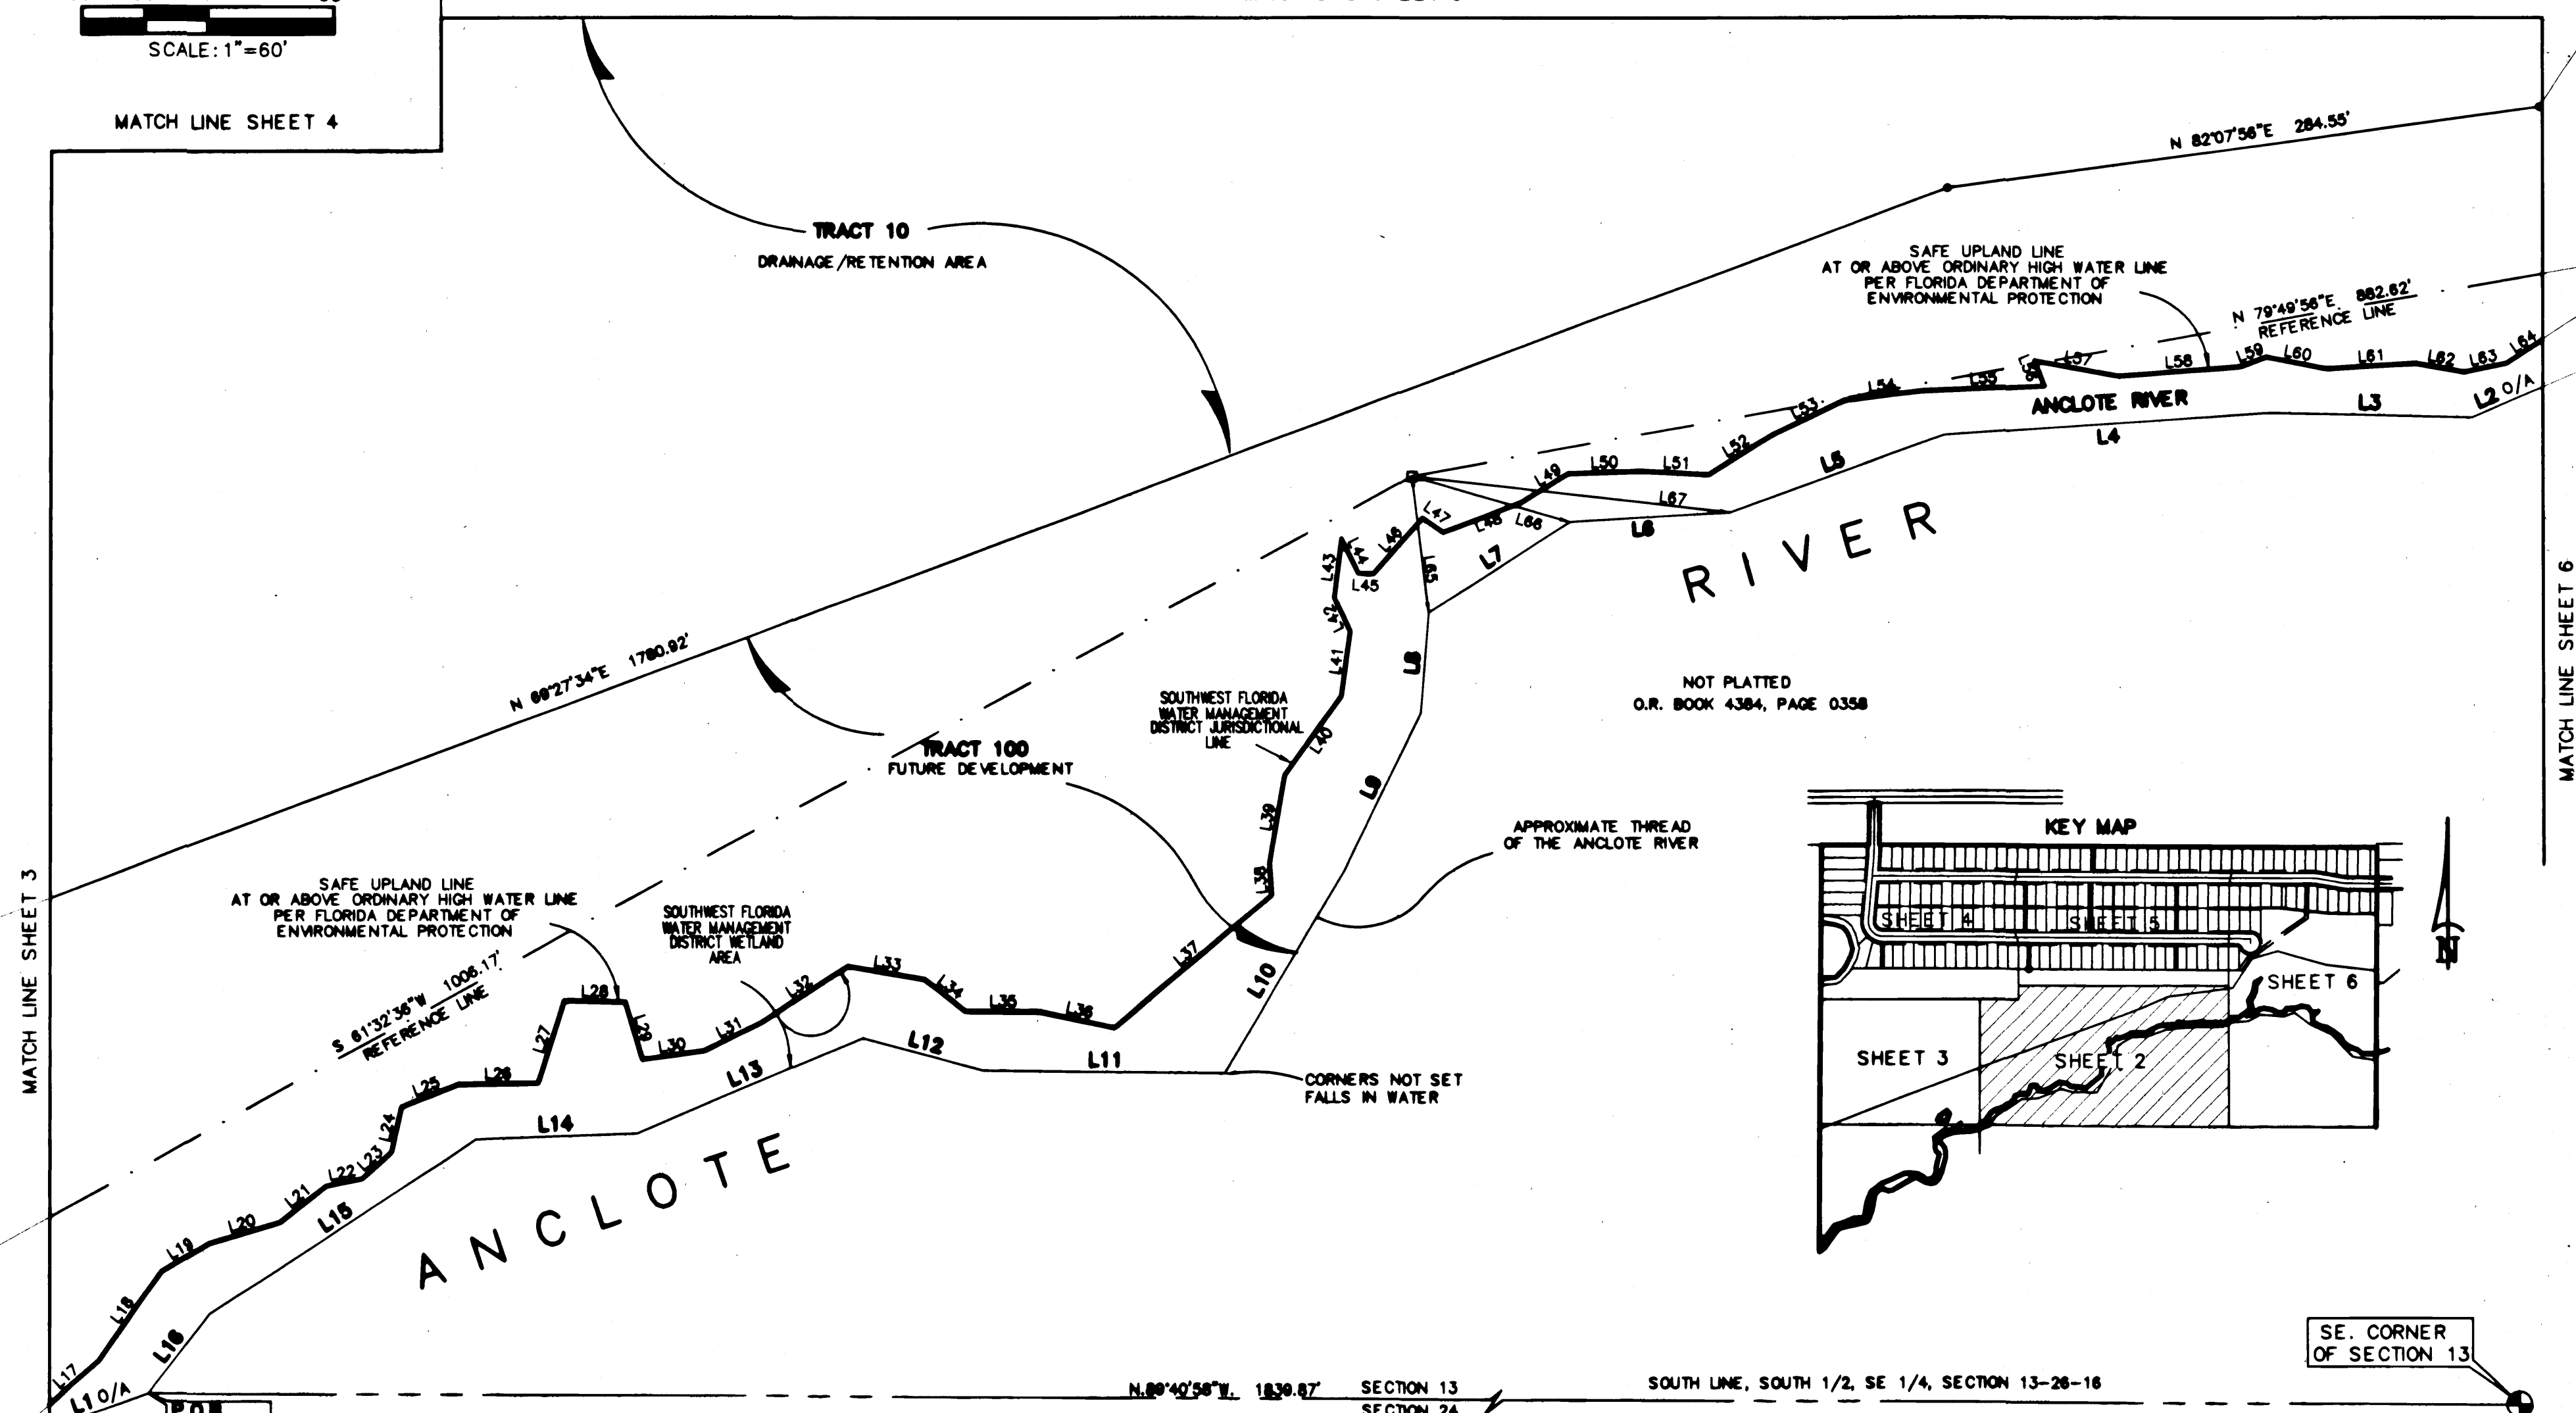 SCALE: 1"=60'
MATCH LINE SHEET 4
N 82°07'56"E 284.55'
TRACT 10
DRAINAGE/RETENTION AREA
SAFE UPLAND LINE
AT OR ABOVE ORDINARY HIGH WATER LINE
PER FLORIDA DEPARTMENT OF
ENVIRONMENTAL PROTECTION
N 79°49'56"E 882.62'
REFERENCE LINE
L56
L57
L58
L59
L60
L61
L62
L63
L64
L54
L55
L53
ANCLOTE RIVER
L3
L2 O/A
L4
L52
L5
L49
L50
L51
L67
L47
L48
L66
L6
L46
L7
L43
L44
L45
L65
RIVER
L42
L41
L8
N 69°27'34"E 1780.92'
NOT PLATTED
O.R. BOOK 4384, PAGE 0358
SOUTHWEST FLORIDA
WATER MANAGEMENT
DISTRICT JURISDICTIONAL
LINE
L40
TRACT 100
FUTURE DEVELOPMENT
L9
L39
APPROXIMATE THREAD
OF THE ANCLOTE RIVER
KEY MAP
SHEET 4
SHEET 5
SHEET 6
SHEET 3
SHEET 2
N
MATCH LINE SHEET 6
MATCH LINE SHEET 3
SAFE UPLAND LINE
AT OR ABOVE ORDINARY HIGH WATER LINE
PER FLORIDA DEPARTMENT OF
ENVIRONMENTAL PROTECTION
SOUTHWEST FLORIDA
WATER MANAGEMENT
DISTRICT WETLAND
AREA
L38
L37
S 61°32'36"W 1006.17'
REFERENCE LINE
L10
L33
L32
L34
L35
L36
L28
L27
L29
L30
L31
L12
L11
L13
CORNERS NOT SET
FALLS IN WATER
L26
L25
L24
L14
L23
L22
L21
L20
L19
L15
ANCLOTE
L18
L16
L17
L1 O/A
P.O.B.
N.89°40'58"W. 1839.87'
SECTION 13
SECTION 24
SOUTH LINE, SOUTH 1/2, SE 1/4, SECTION 13-26-16
SE. CORNER
OF SECTION 13